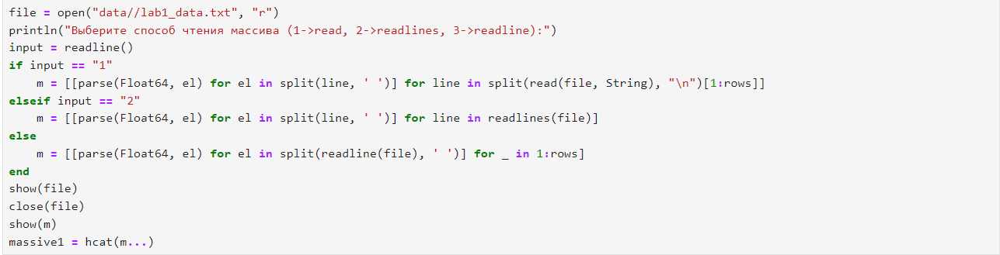 file = open("data//lab1_data.txt", "r")
println("Выберите способ чтения массива (1->read, 2->readlines, 3->readline):")
input = readline()
if input == "1"
    m = [[parse(Float64, el) for el in split(line, ' ')] for line in split(read(file, String), "\n")[1:rows]]
elseif input == "2"
    m = [[parse(Float64, el) for el in split(line, ' ')] for line in readlines(file)]
else
    m = [[parse(Float64, el) for el in split(readline(file), ' ')] for _ in 1:rows]
end
show(file)
close(file)
show(m)
massive1 = hcat(m...)